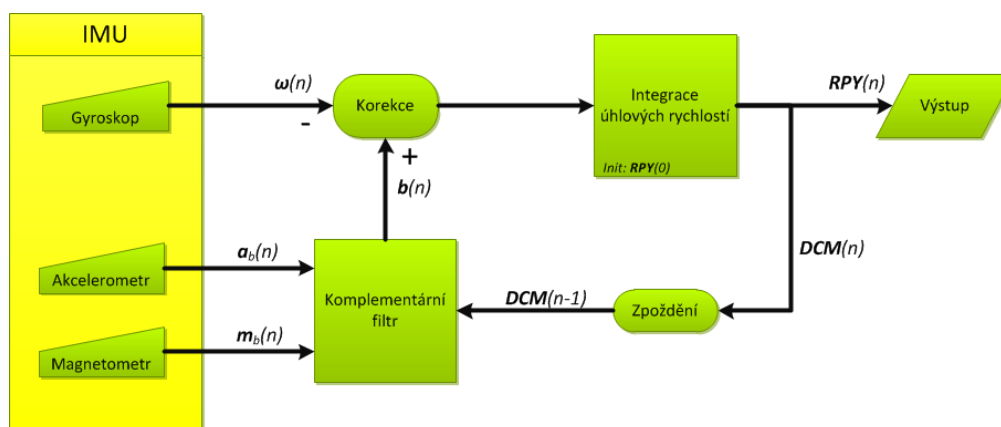 IMU
Gyroskop
ω(n)
-
Korekce
+
b(n)
Integrace
úhlových rychlostí
Init: RPY(0)
RPY(n)
Výstup
DCM(n)
Akcelerometr
a_b(n)
Komplementární
filtr
DCM(n-1)
Zpoždění
Magnetometr
m_b(n)